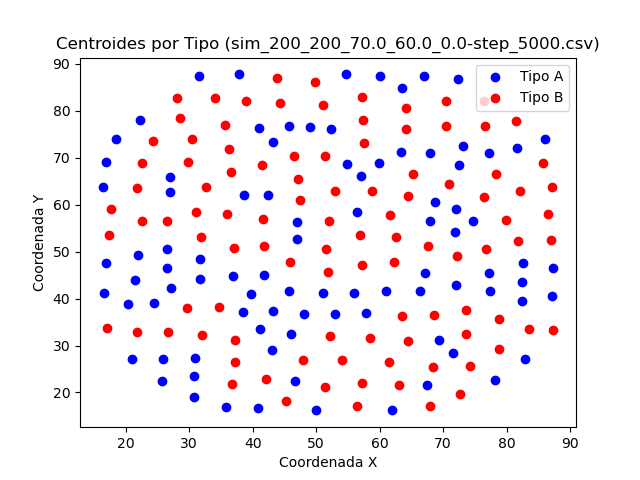 Centroides por Tipo (sim_200_200_70.0_60.0_0.0-step_5000.csv)
Tipo A
Tipo B
90
80
70
60
50
40
30
20
Coordenada Y
20 30 40 50 60 70 80 90
Coordenada X